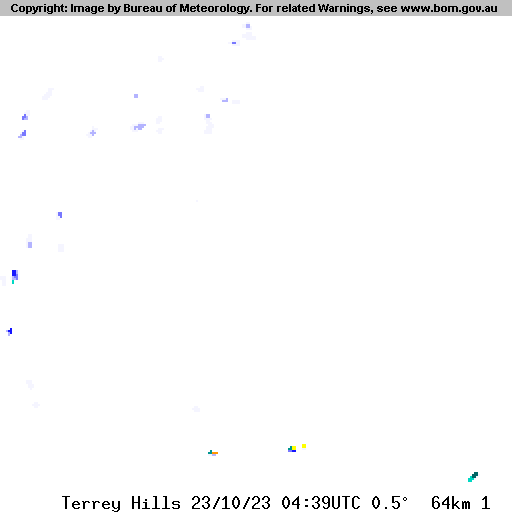 Copyright: Image by Bureau of Meteorology. For related Warnings, see www.bom.gov.au
Terrey Hills 23/10/23 04:39UTC 0.5° 64km 1